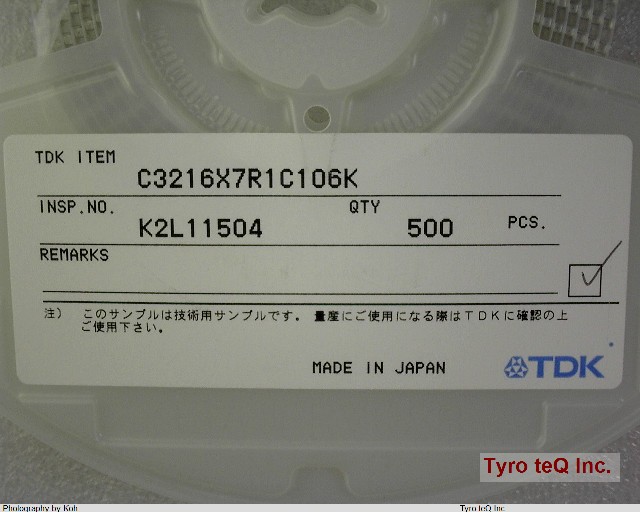 TDK ITEM
C3216X7R1C106K
INSP.NO. K2L11504 QTY 500 PCS.
REMARKS
注) このサンプルは技術用サンプルです。 量産にご使用になる際はTDKに確認の上
ご使用下さい。
MADE IN JAPAN TDK
Tyro teQ Inc.
Photography by Koh Tyro teQ Inc